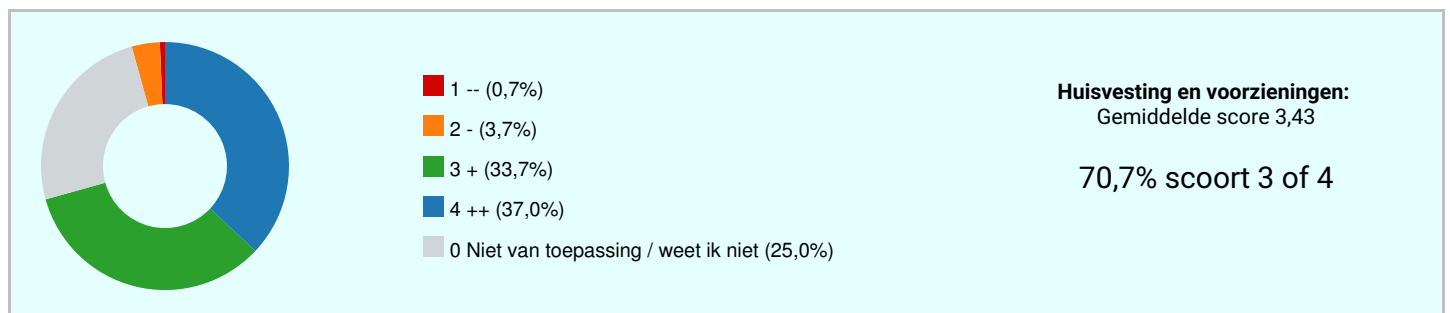 1 -- (0,7%)
2 - (3,7%)
3 + (33,7%)
4 ++ (37,0%)
0 Niet van toepassing / weet ik niet (25,0%)
Huisvesting en voorzieningen:
Gemiddelde score 3,43
70,7% scoort 3 of 4